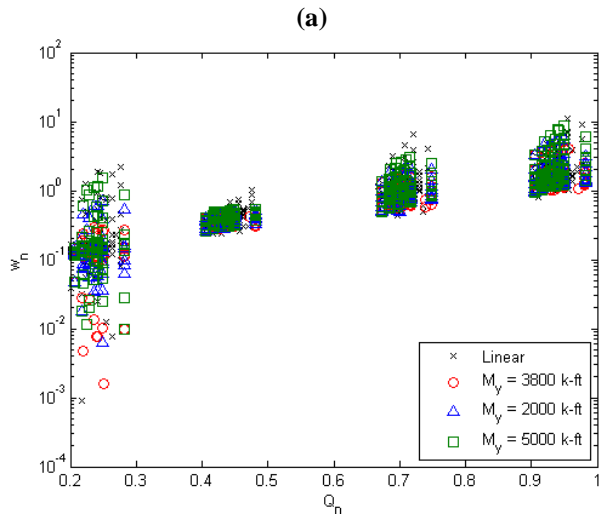 (a)
10^2
10^1
10^0
10^-1
10^-2
10^-3
10^-4
w_n
0.2 0.3 0.4 0.5 0.6 0.7 0.8 0.9 1
Q_n
Linear
M_y = 3800 k-ft
M_y = 2000 k-ft
M_y = 5000 k-ft